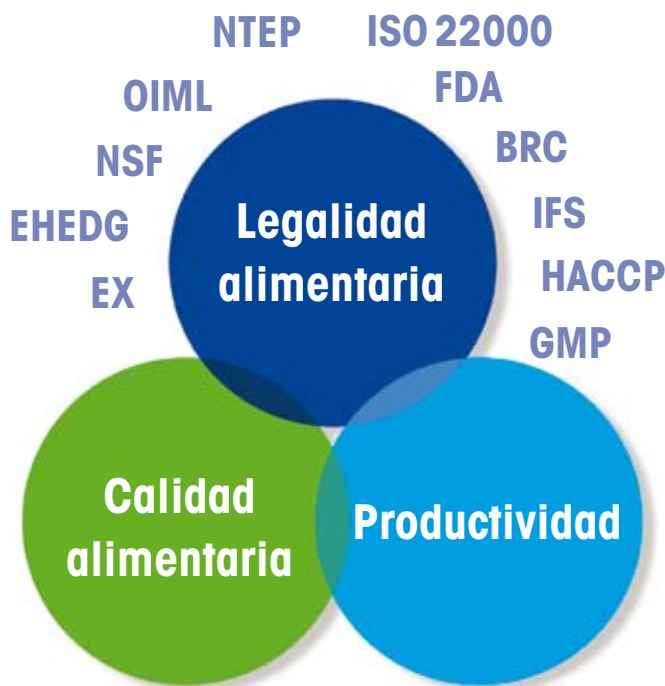 NTEP ISO 22000
OIML FDA
NSF BRC
EHEDG IFS
EX HACCP
GMP
Legalidad
alimentaria
Calidad
alimentaria
Productividad